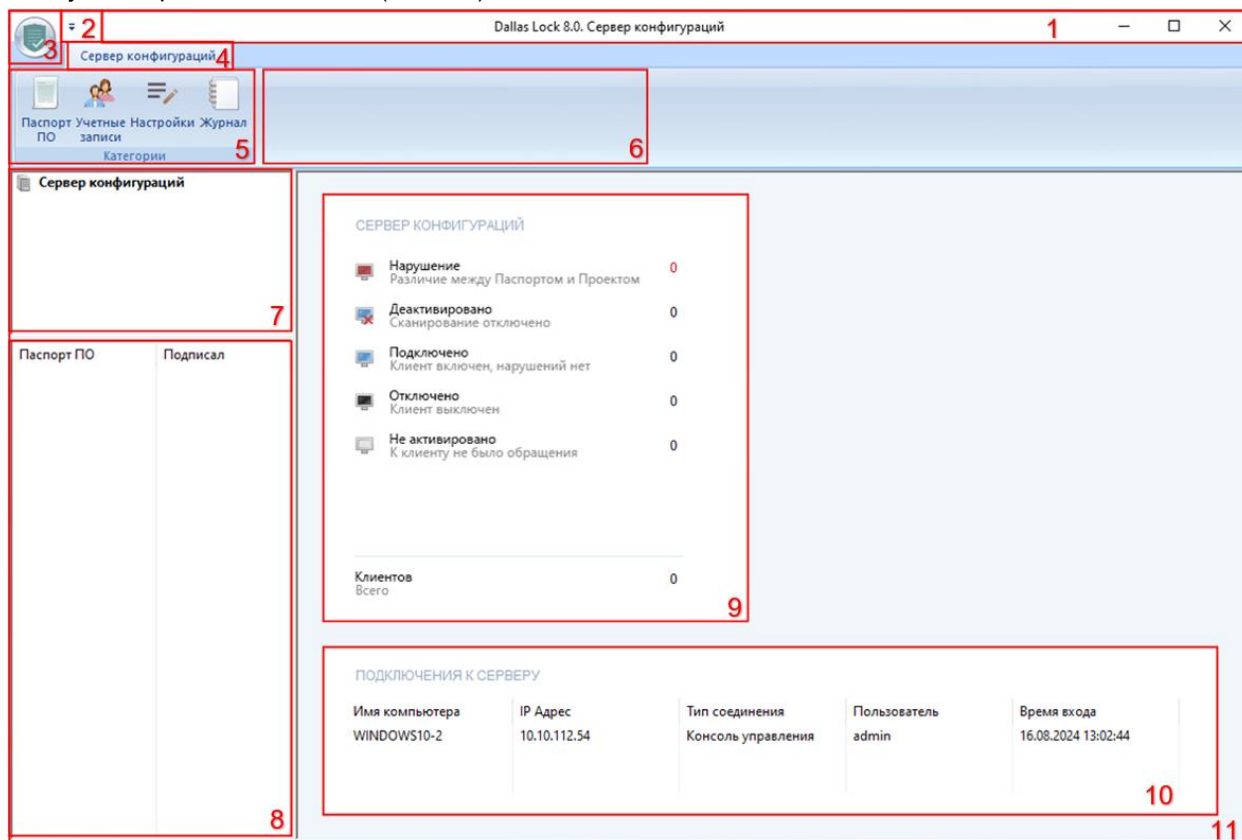 2 Dallas Lock 8.0. Сервер конфигураций 1
3 Сервер конфигураций 4
Паспорт ПО Учетные записи Настройки Журнал
Категории 5
6
Сервер конфигураций
7
Паспорт ПО Подписал
8
СЕРВЕР КОНФИГУРАЦИЙ
Нарушение 0
Различие между Паспортом и Проектом
Деактивировано 0
Сканирование отключено
Подключено 0
Клиент включен, нарушений нет
Отключено 0
Клиент выключен
Не активировано 0
К клиенту не было обращения
Клиентов 0
Всего
9
ПОДКЛЮЧЕНИЯ К СЕРВЕРУ
Имя компьютера IP Адрес Тип соединения Пользователь Время входа
WINDOWS10-2 10.10.112.54 Консоль управления admin 16.08.2024 13:02:44
10
11